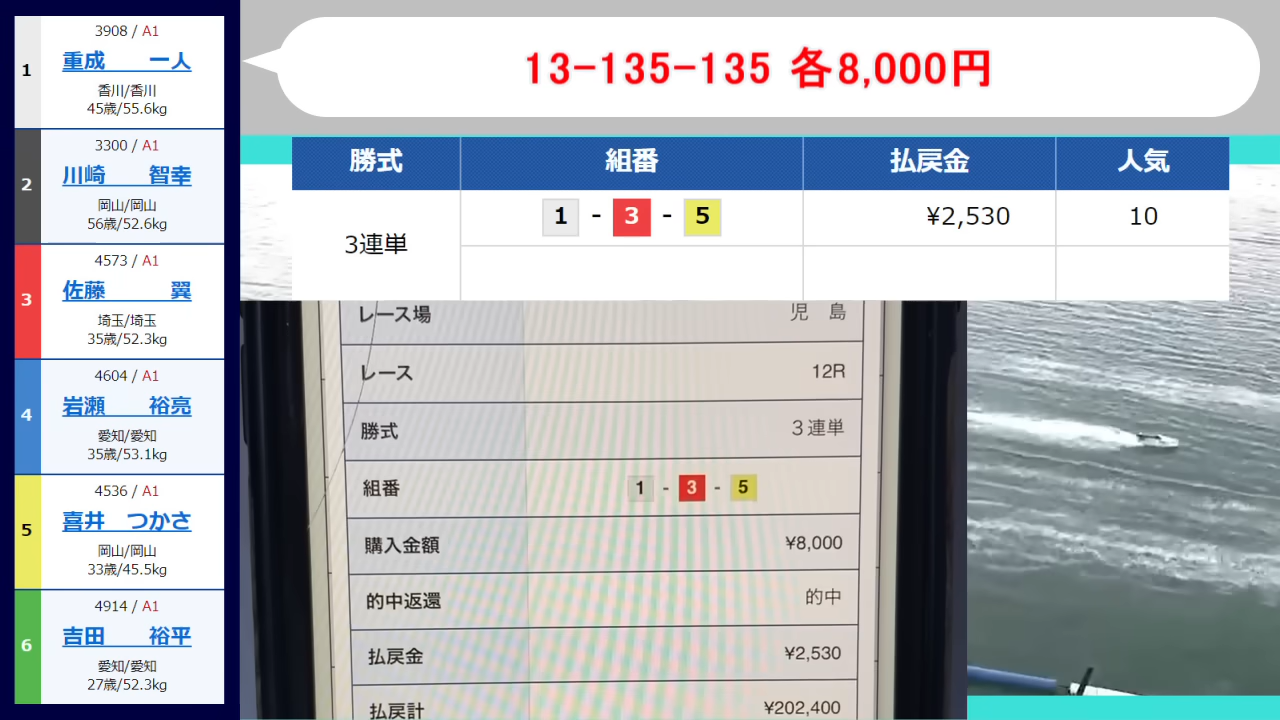 1
3908 / A1
重成 一人
香川/香川
45歳/55.6kg
2
3300 / A1
川崎 智幸
岡山/岡山
56歳/52.6kg
3
4573 / A1
佐藤 翼
埼玉/埼玉
35歳/52.3kg
4
4604 / A1
岩瀬 裕亮
愛知/愛知
35歳/53.1kg
5
4536 / A1
喜井 つかさ
岡山/岡山
33歳/45.5kg
6
4914 / A1
吉田 裕平
愛知/愛知
27歳/52.3kg
13-135-135 各8,000円
勝式 組番 払戻金 人気
3連単 1 - 3 - 5 ¥2,530 10
レース場 児 島
レース 12R
勝式 3連単
組番 1 - 3 - 5
購入金額 ¥8,000
的中返還 的中
払戻金 ¥2,530
払戻計 ¥202,400